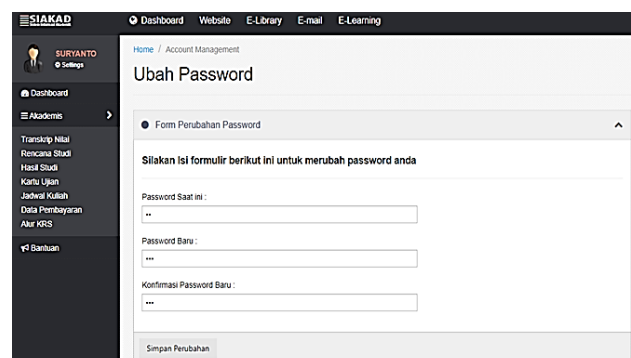 SIAKAD
Dashboard Website E-Library E-mail E-Learning
SURYANTO
Settings
Dashboard
Akademis
Transkrip Nilai
Rencana Studi
Hasil Studi
Kartu Ujian
Jadwal Kuliah
Data Pembayaran
Alur KRS
Bantuan
Home / Account Management
Ubah Password
Form Perubahan Password
Silakan isi formulir berikut ini untuk merubah password anda
Password Saat ini :
••
Password Baru :
•••
Konfirmasi Password Baru :
•••
Simpan Perubahan